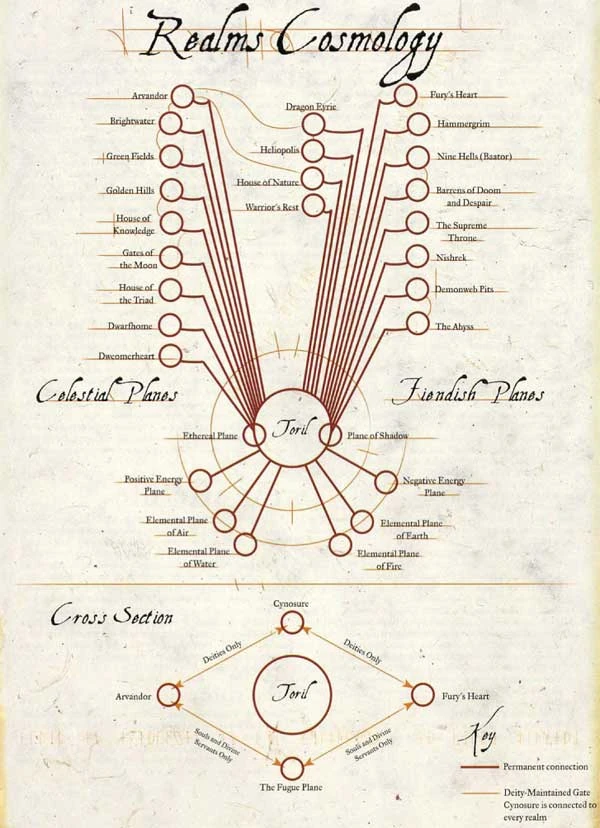 Realms Cosmology
Arvandor
Brightwater
Green Fields
Golden Hills
House of
Knowledge
Gates of
the Moon
House of
the Triad
Dwarfhome
Dweomerheart
Dragon Eyrie
Heliopolis
House of Nature
Warrior's Rest
Fury's Heart
Hammergrim
Nine Hells (Baator)
Barrens of Doom
and Despair
The Supreme
Throne
Nishrek
Demonweb Pits
The Abyss
Celestial Planes
Fiendish Planes
Ethereal Plane
Toril
Plane of Shadow
Positive Energy
Plane
Negative Energy
Plane
Elemental Plane
of Air
Elemental Plane
of Earth
Elemental Plane
of Water
Elemental Plane
of Fire
Cross Section
Cynosure
Deities Only
Deities Only
Arvandor
Toril
Fury's Heart
Souls and Divine
Servants Only
Souls and Divine
Servants Only
The Fugue Plane
Key
Permanent connection
Deity-Maintained Gate
Cynosure is connected to
every realm